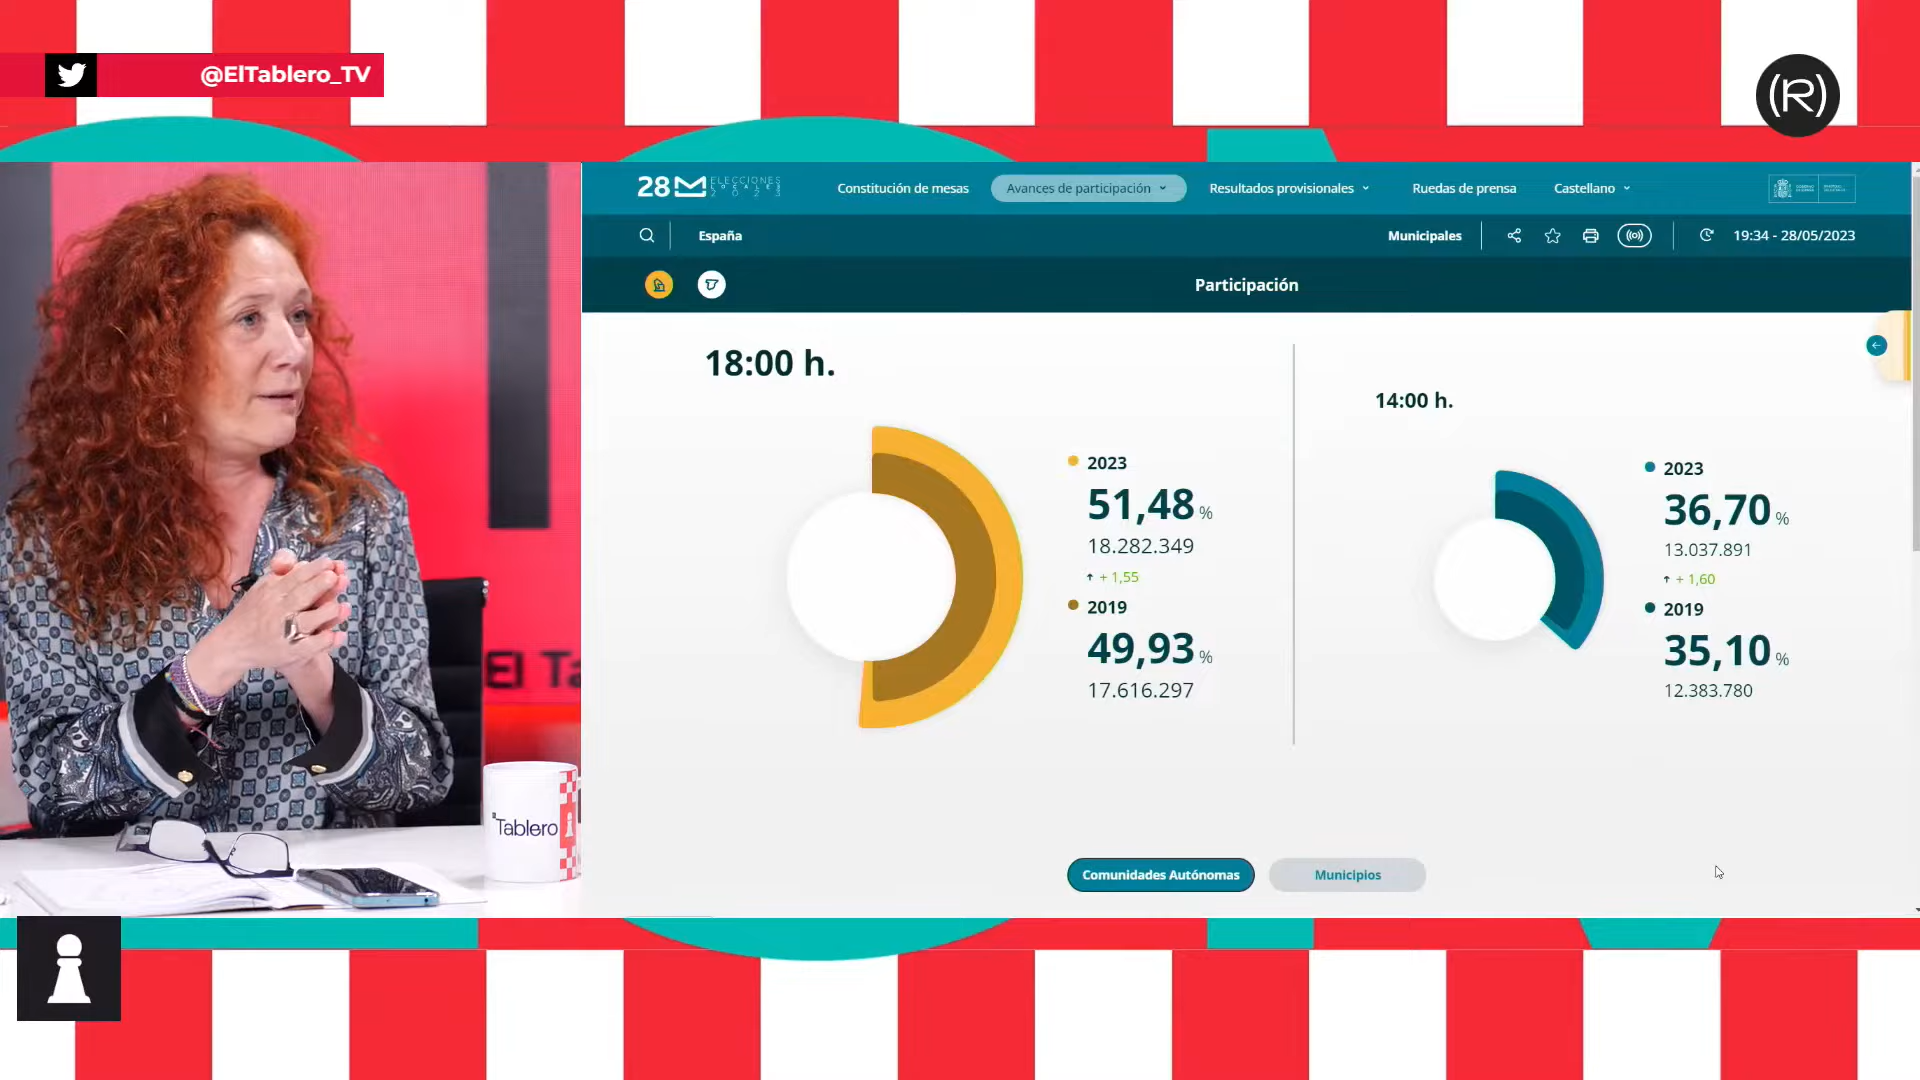 @ElTablero_TV
(R)
28M ELECCIONES LOCALES 2023
Constitución de mesas
Avances de participación
Resultados provisionales
Ruedas de prensa
Castellano
España
Municipales
19:34 - 28/05/2023
Participación
18:00 h.
2023
51,48 %
18.282.349
+ 1,55
2019
49,93 %
17.616.297
14:00 h.
2023
36,70 %
13.037.891
+ 1,60
2019
35,10 %
12.383.780
Comunidades Autónomas
Municipios
El Ta
Tablero